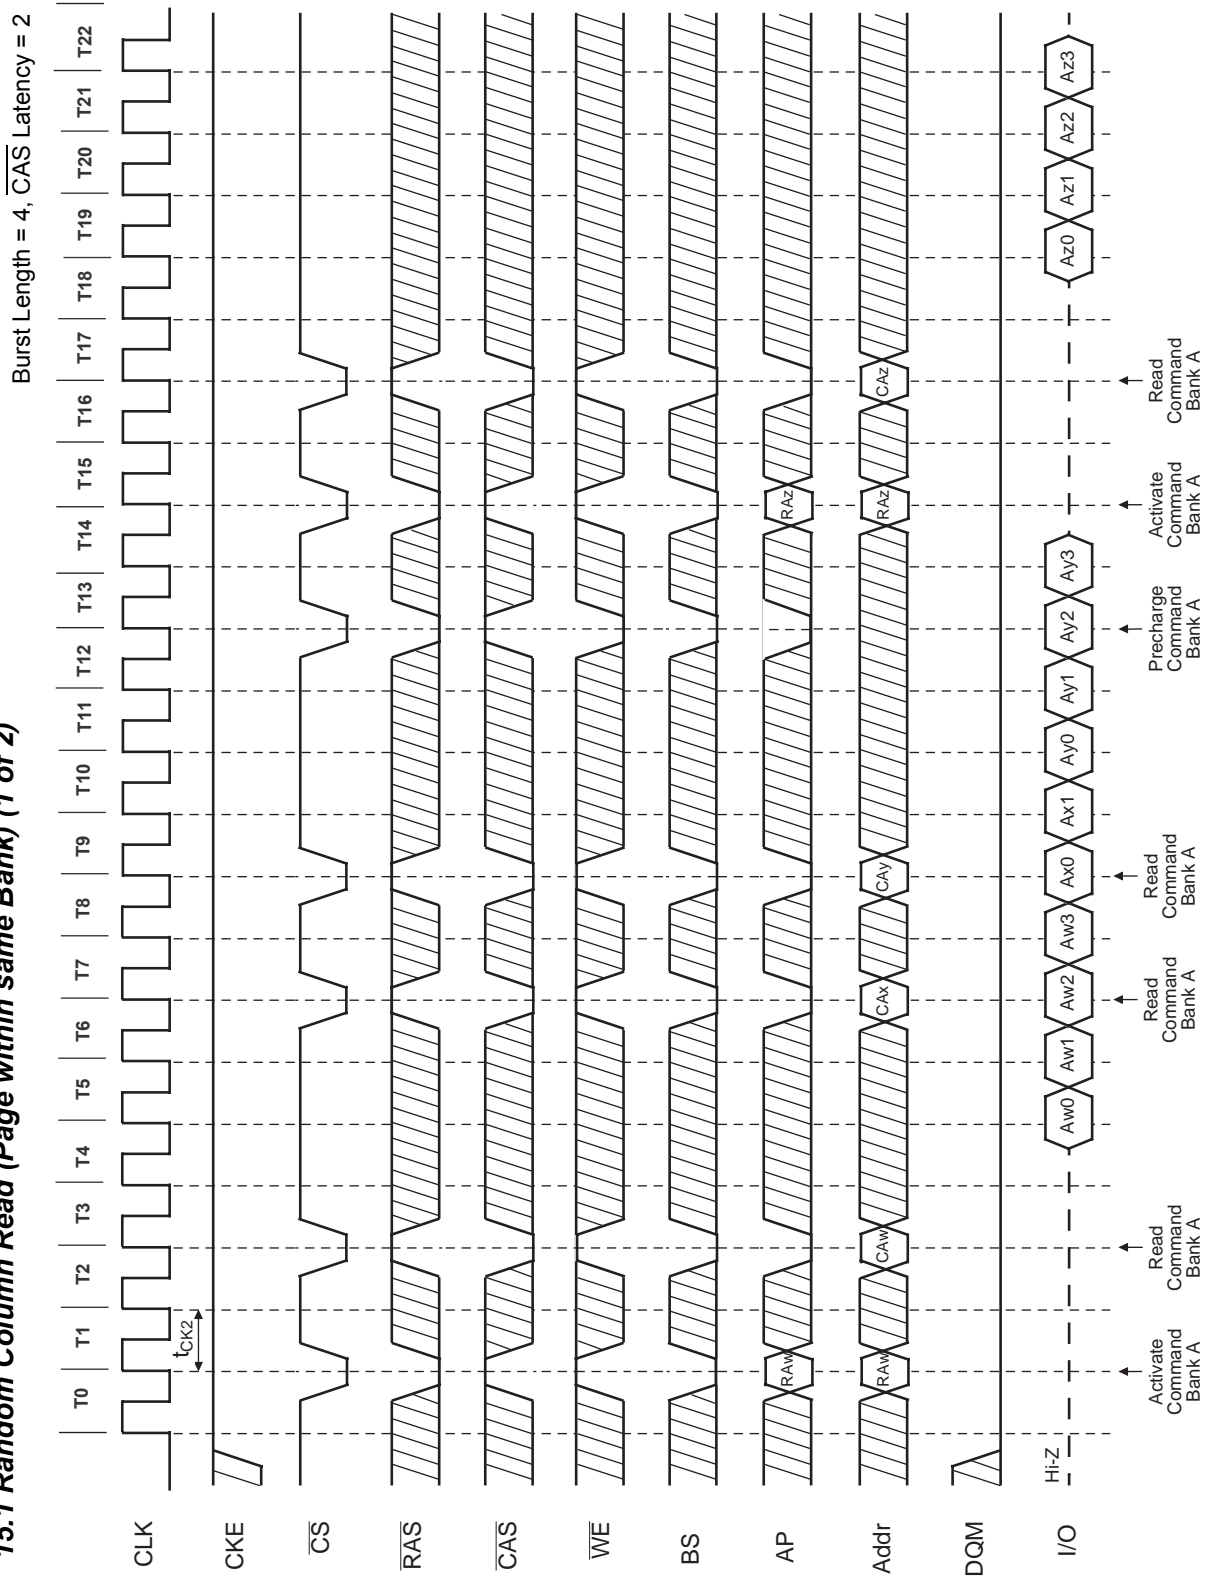 15.1 Random Column Read (Page within same Bank) (1 of 2)
Burst Length = 4, CAS Latency = 2
T0 T1 T2 T3 T4 T5 T6 T7 T8 T9 T10 T11 T12 T13 T14 T15 T16 T17 T18 T19 T20 T21 T22
CLK
tCK2
CKE
CS
RAS
CAS
WE
BS
AP
RAw RAz
Addr
RAw CAw CAx CAy RAz CAz
DQM
I/O
Hi-Z
Aw0 Aw1 Aw2 Aw3 Ax0 Ax1 Ay0 Ay1 Ay2 Ay3 Az0 Az1 Az2 Az3
Activate
Command
Bank A
Read
Command
Bank A
Read
Command
Bank A
Read
Command
Bank A
Precharge
Command
Bank A
Activate
Command
Bank A
Read
Command
Bank A